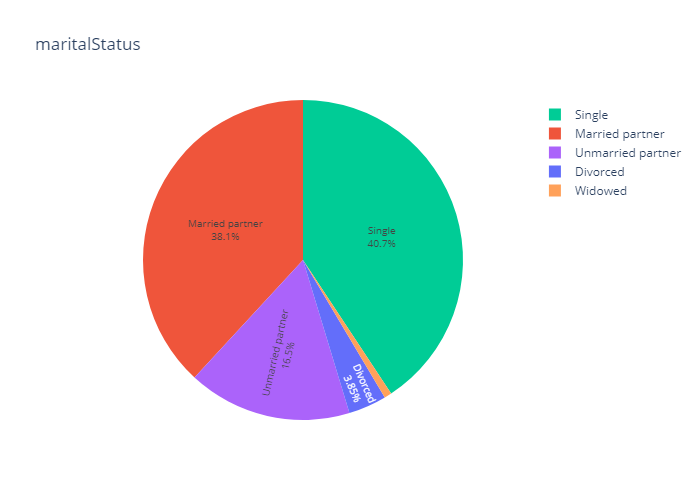 maritalStatus
Single
Married partner
Unmarried partner
Divorced
Widowed
Married partner
38.1%
Single
40.7%
Unmarried partner
16.5%
Divorced
3.85%